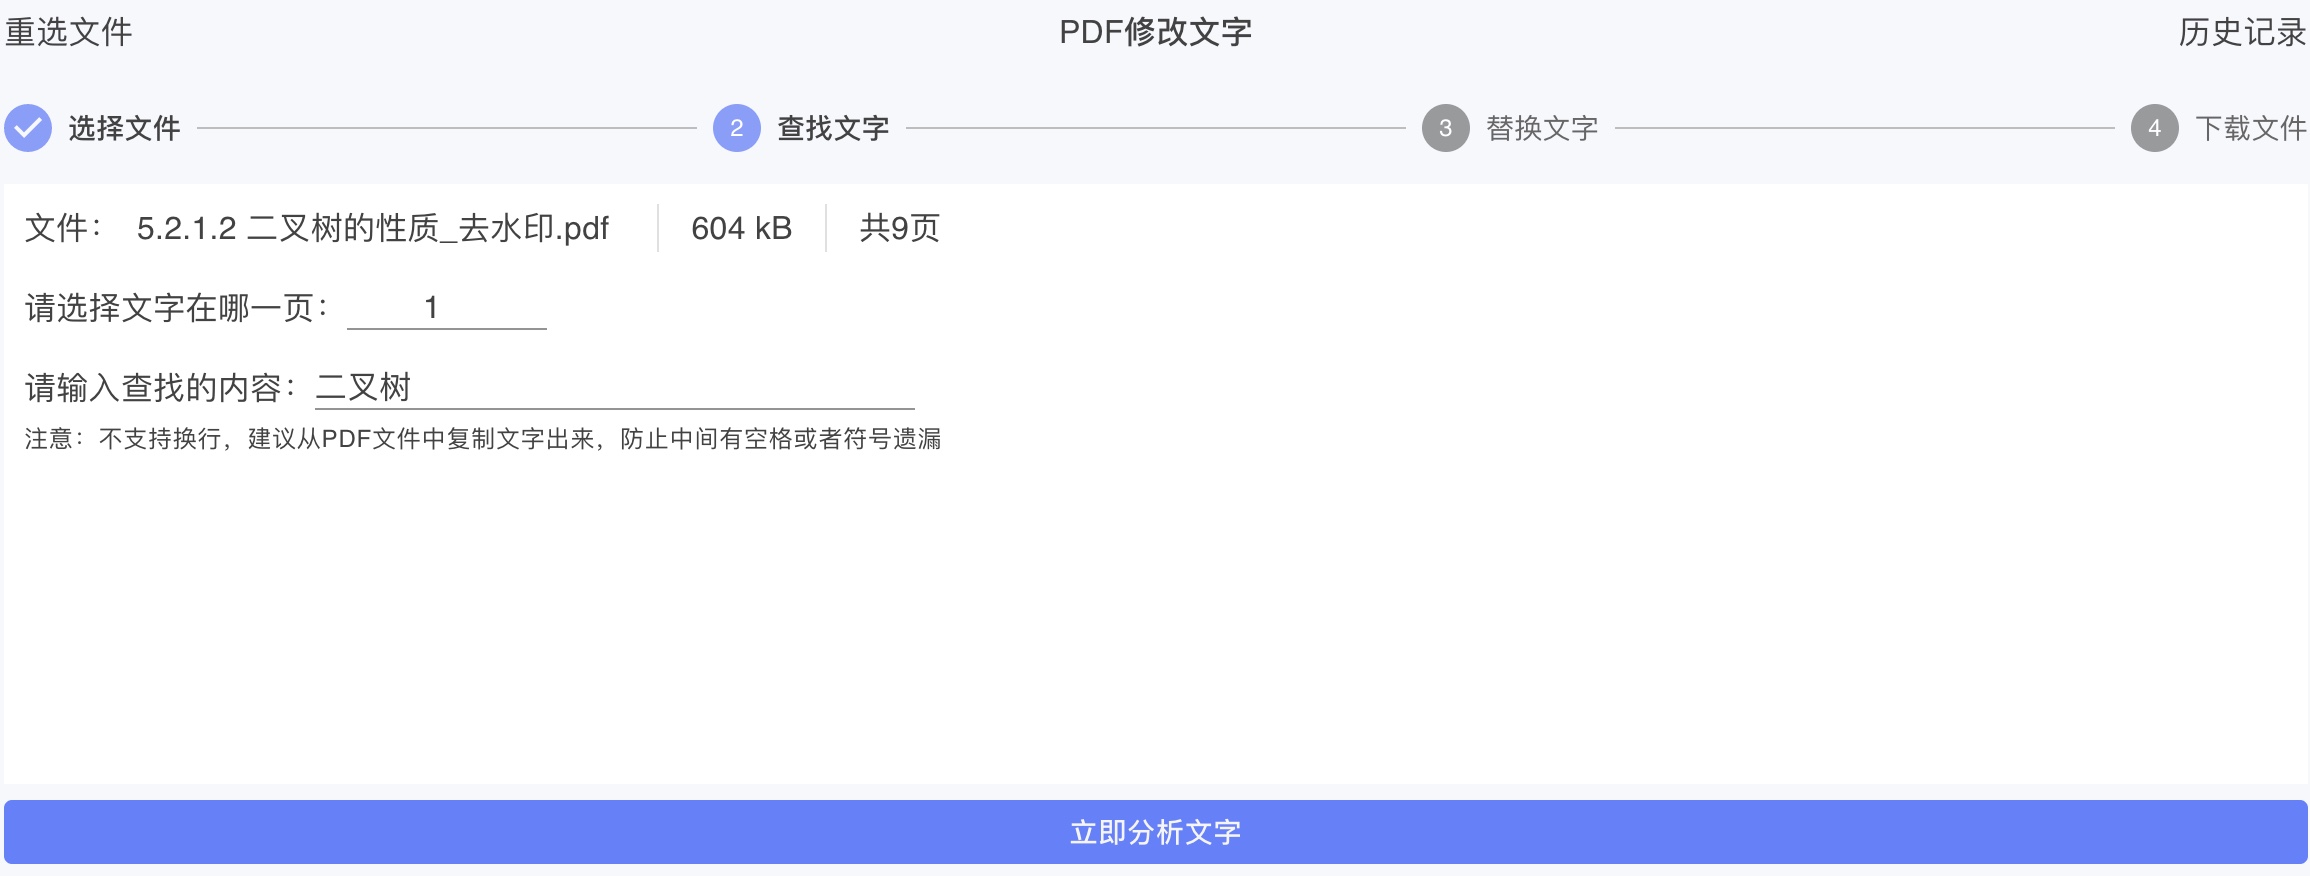 重选文件 PDF修改文字 历史记录
选择文件 2 查找文字 3 替换文字 4 下载文件
文件： 5.2.1.2 二叉树的性质_去水印.pdf 604 kB 共9页
请选择文字在哪一页： 1
请输入查找的内容：二叉树
注意：不支持换行，建议从PDF文件中复制文字出来，防止中间有空格或者符号遗漏
立即分析文字